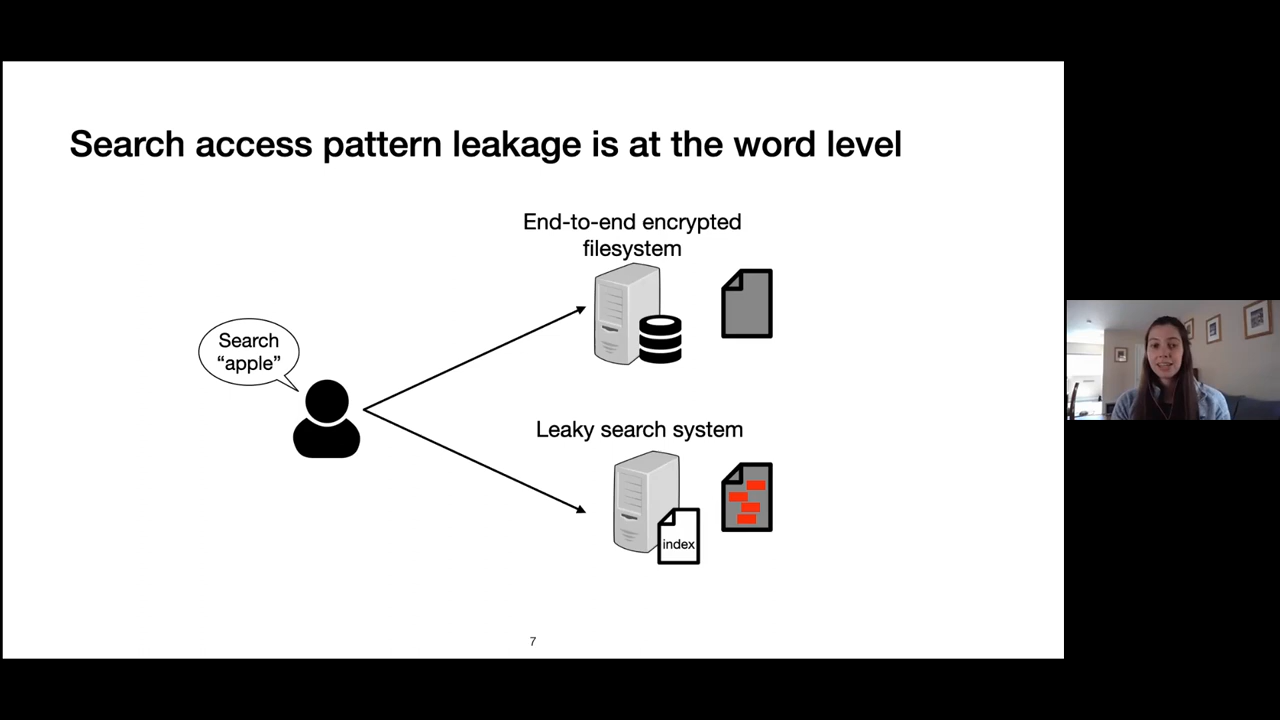 Search access pattern leakage is at the word level
End-to-end encrypted
filesystem
Search
“apple”
Leaky search system
index
7